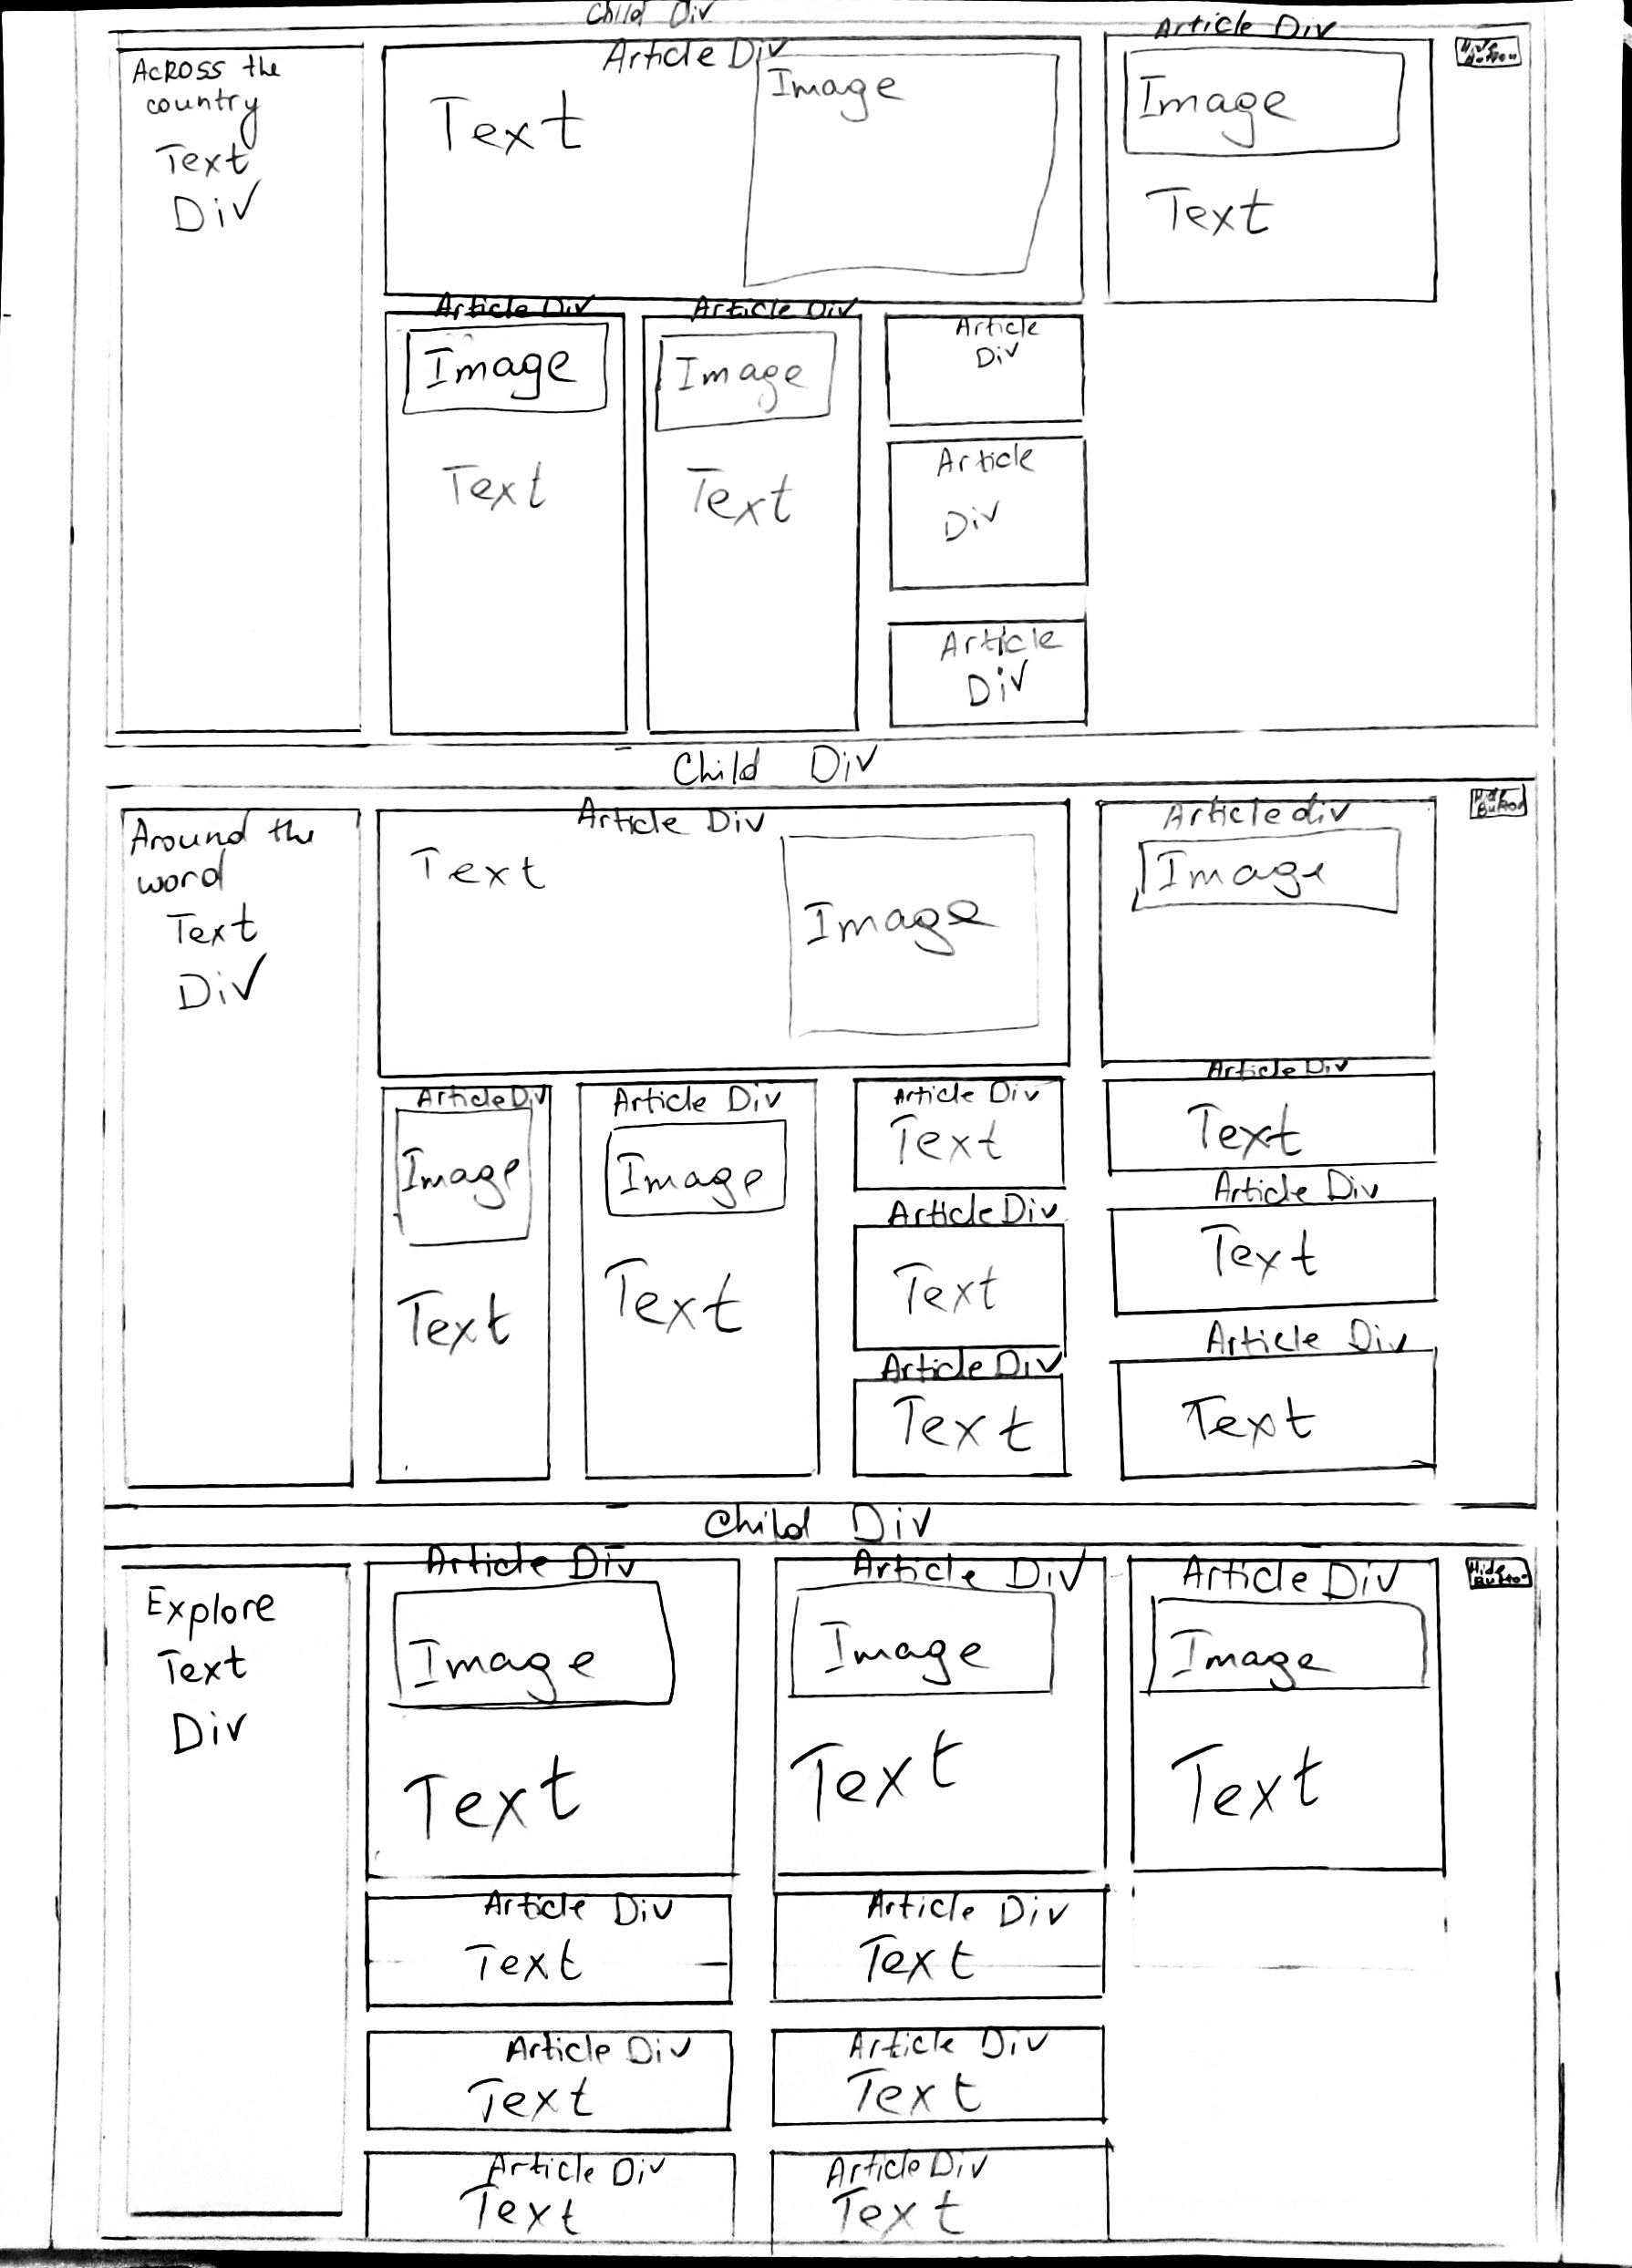 Child Div
Across the
country
Text
Div
Article Div
Text
Image
Article Div
Image
Text
Hide
Button
Article Div
Image
Text
Article Div
Image
Text
Article
Div
Article
Div
Article
Div
Child Div
Around the
word
Text
Div
Article Div
Text
Image
Article div
Image
Hide
Button
Article Div
Image
Text
Article Div
Image
Text
Article Div
Text
Article Div
Text
Article Div
Text
Article Div
Text
Article Div
Text
Article Div
Text
Child Div
Explore
Text
Div
Article Div
Image
Text
Article Div
Image
Text
Article Div
Image
Text
Hide
Button
Article Div
Text
Article Div
Text
Article Div
Text
Article Div
Text
Article Div
Text
Article Div
Text